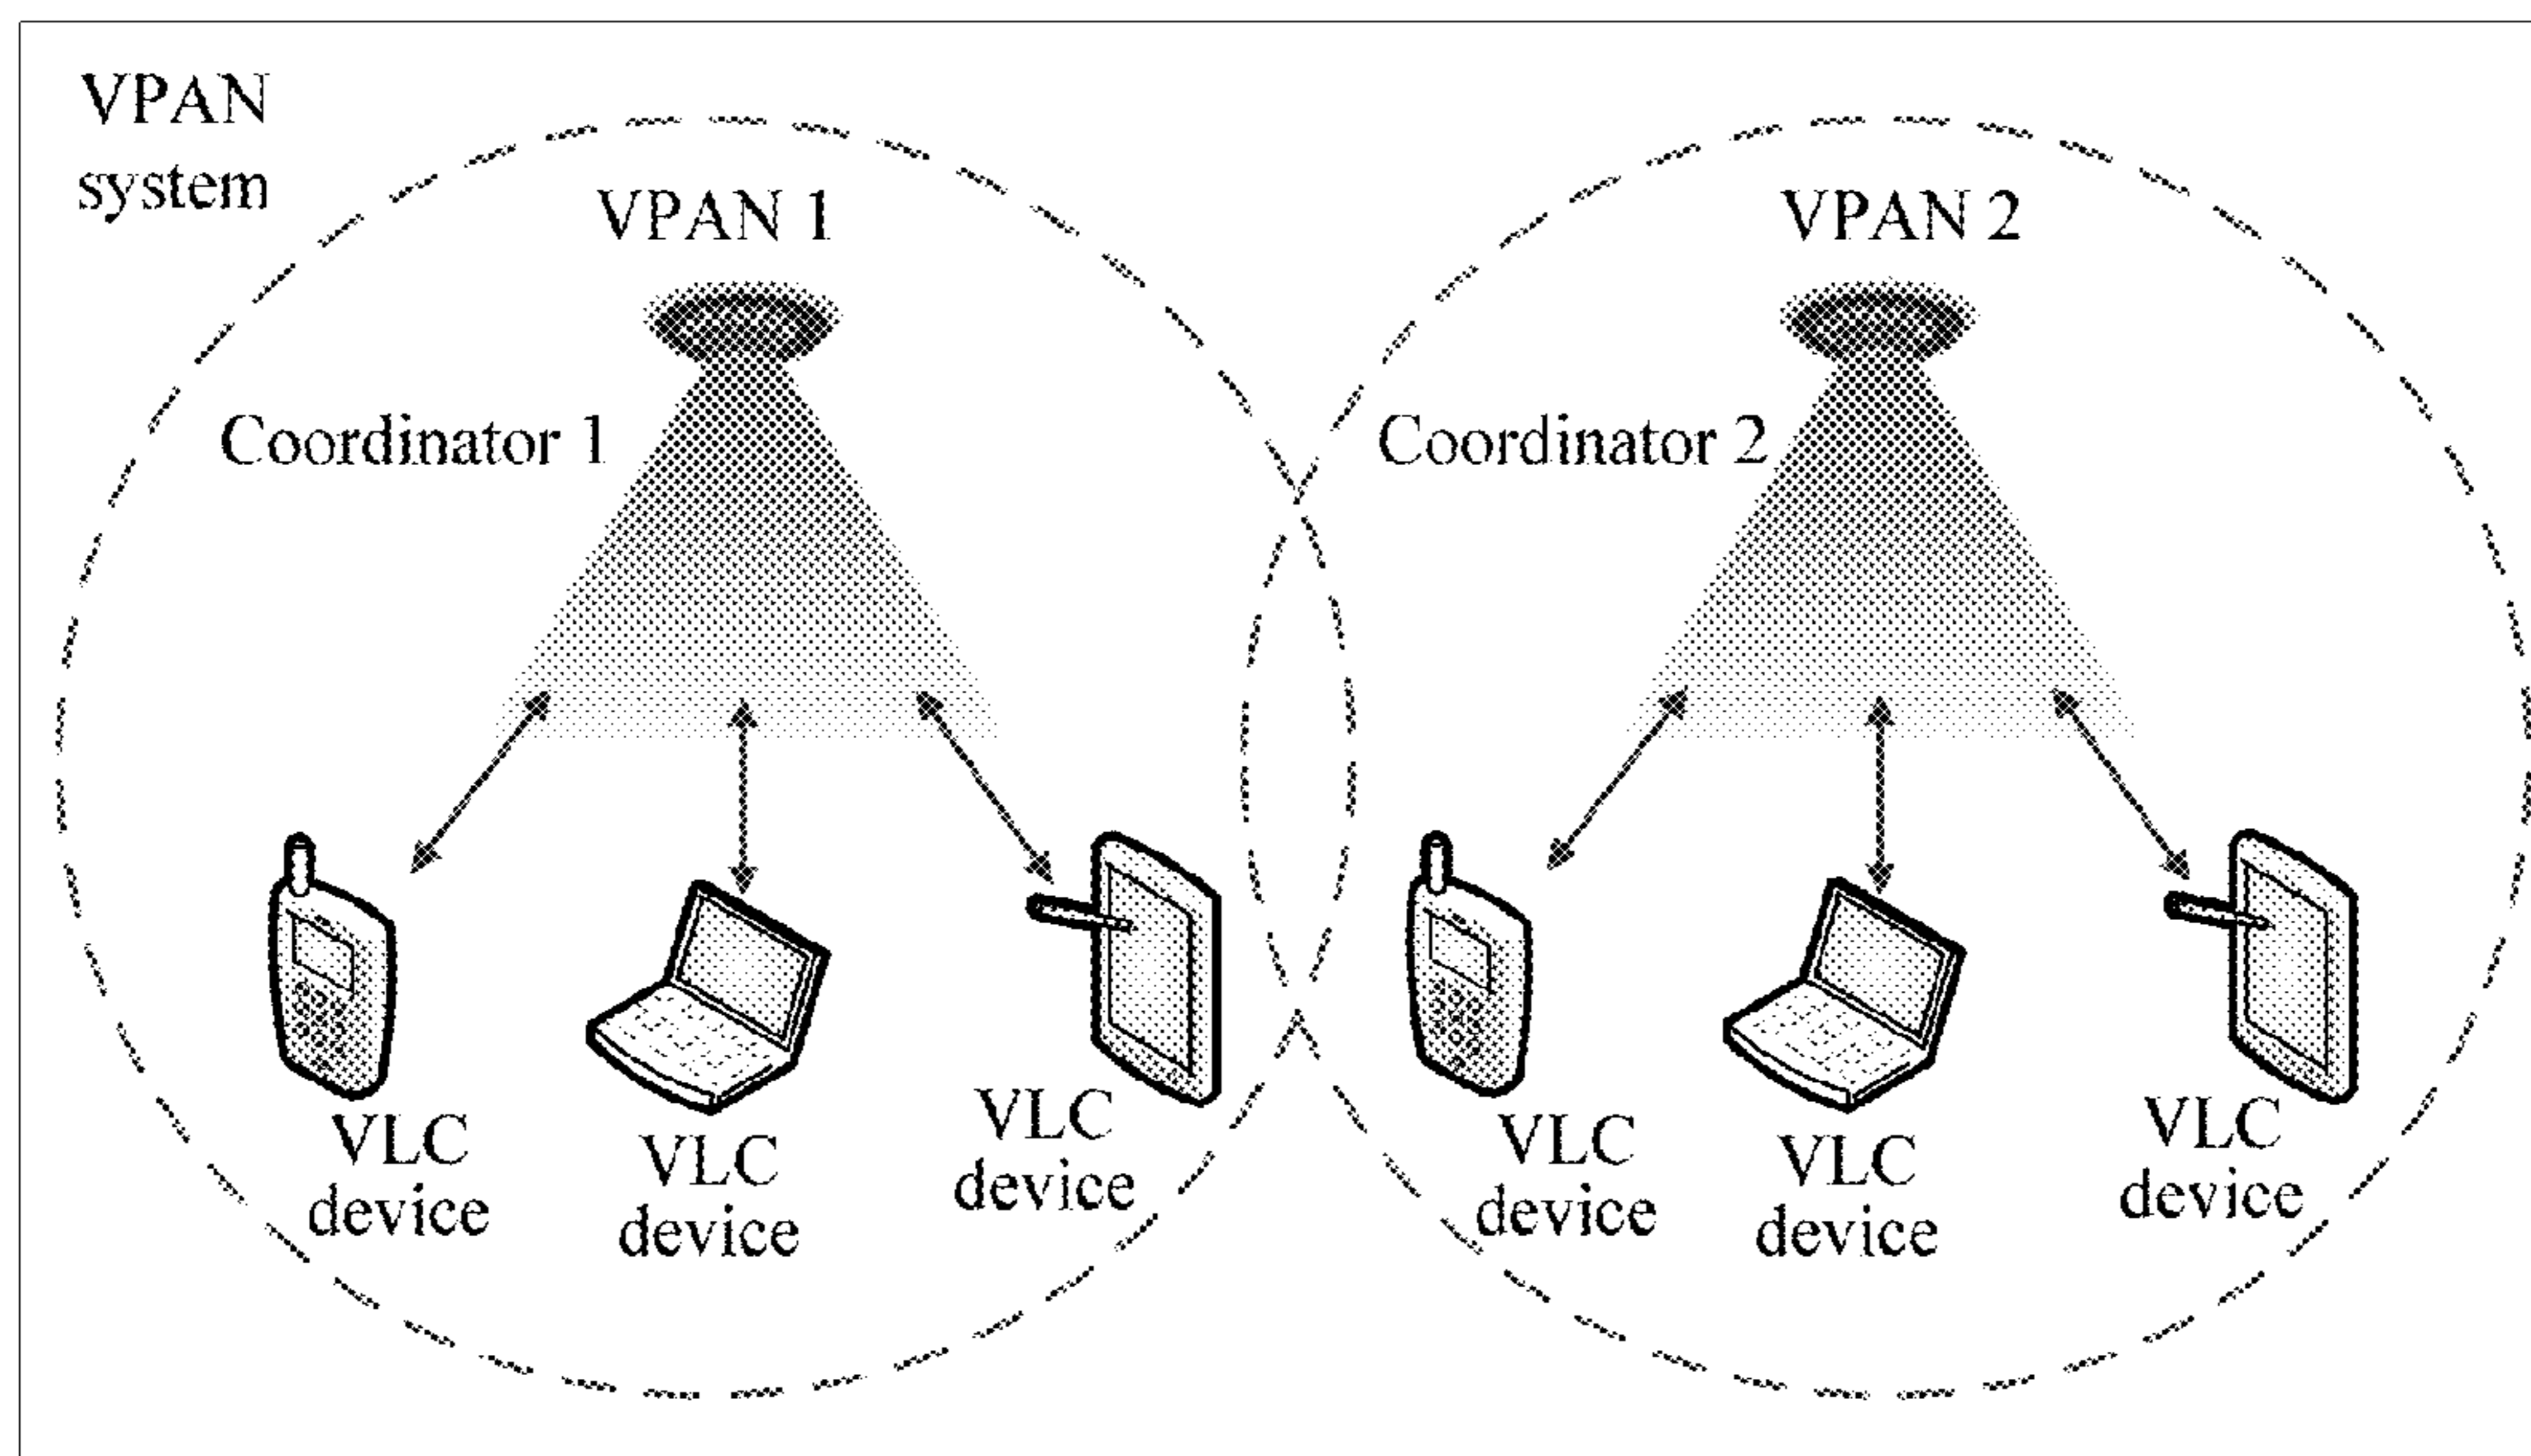 VPAN
system
VPAN 1
VPAN 2
Coordinator 1
Coordinator 2
VLC
device
VLC
device
VLC
device
VLC
device
VLC
device
VLC
device